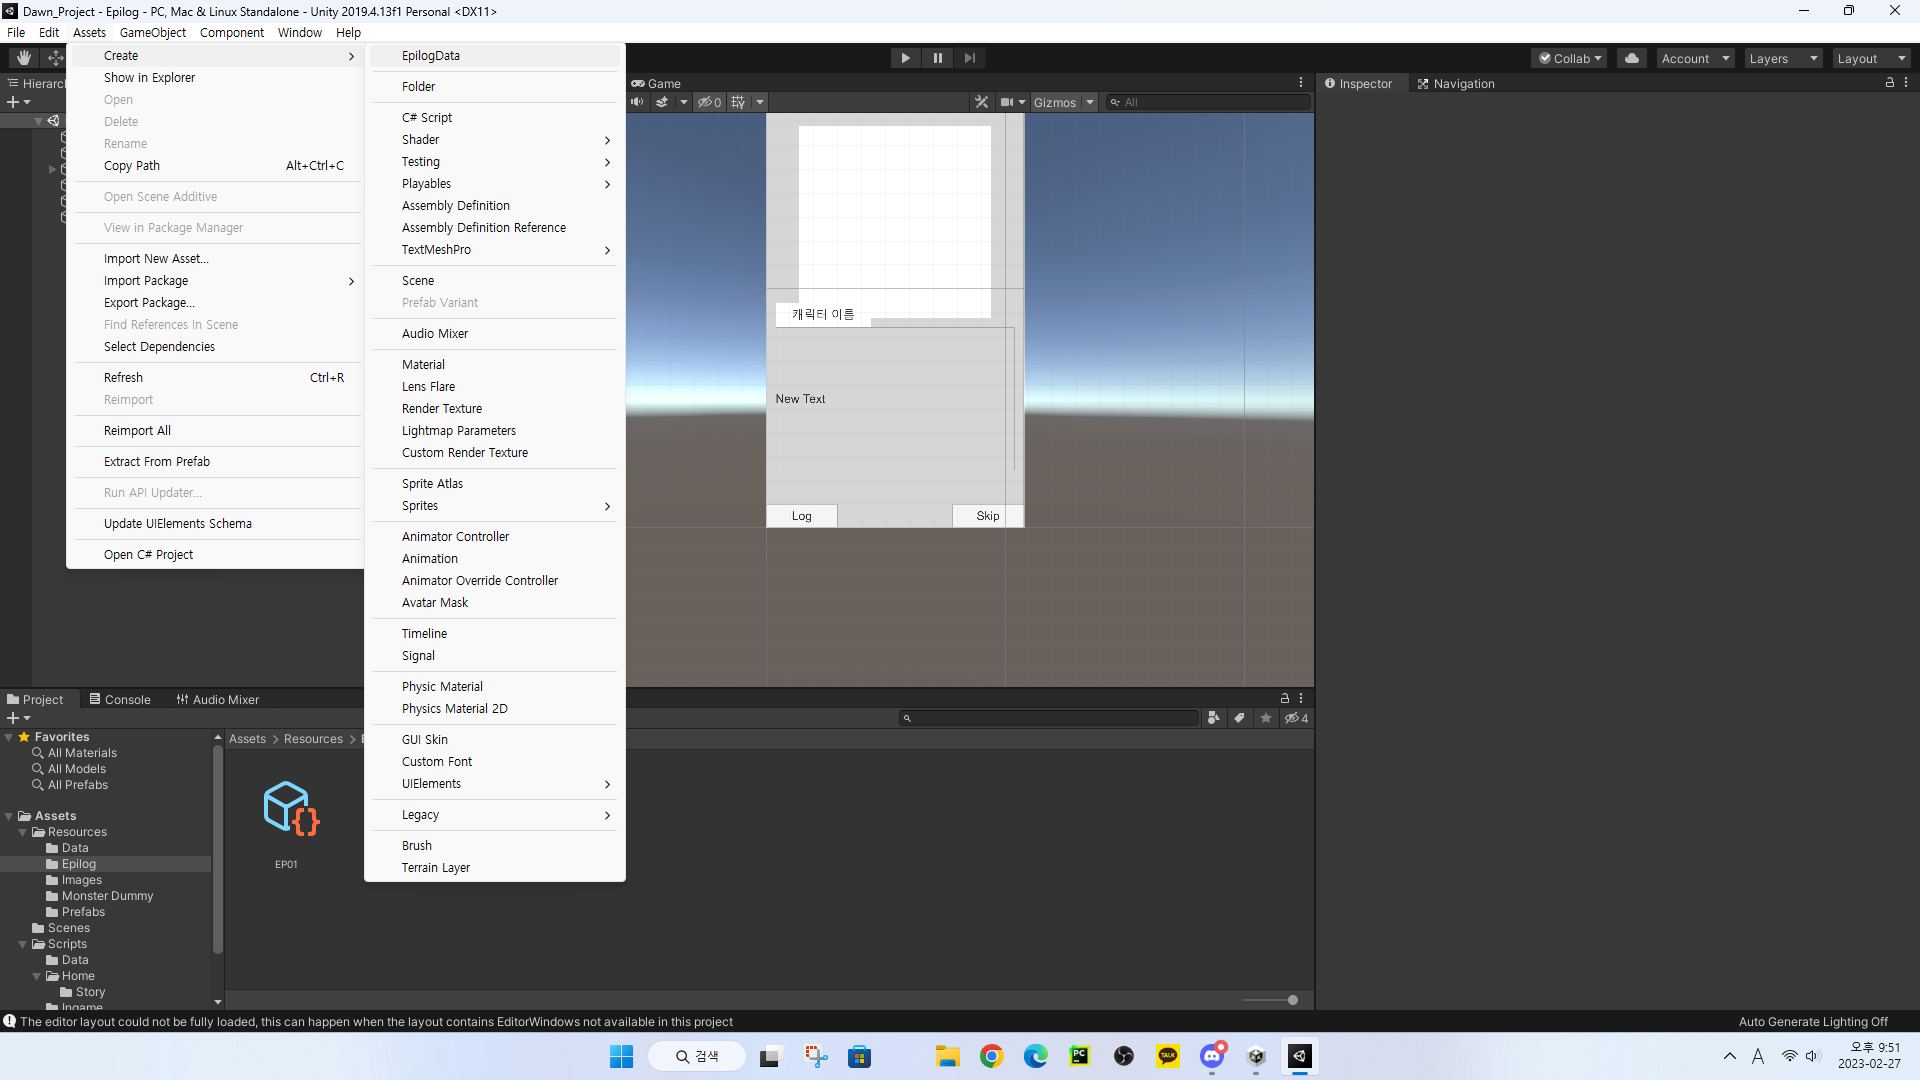 Dawn_Project - Epilog - PC, Mac & Linux Standalone - Unity 2019.4.13f1 Personal <DX11>
File Edit Assets GameObject Component Window Help
Collab Account Layers Layout
Hierarc
Create
Show in Explorer
Open
Delete
Rename
Copy Path Alt+Ctrl+C
Open Scene Additive
View in Package Manager
Import New Asset...
Import Package
Export Package...
Find References In Scene
Select Dependencies
Refresh Ctrl+R
Reimport
Reimport All
Extract From Prefab
Run API Updater...
Update UIElements Schema
Open C# Project
EpilogData
Folder
C# Script
Shader
Testing
Playables
Assembly Definition
Assembly Definition Reference
TextMeshPro
Scene
Prefab Variant
Audio Mixer
Material
Lens Flare
Render Texture
Lightmap Parameters
Custom Render Texture
Sprite Atlas
Sprites
Animator Controller
Animation
Animator Override Controller
Avatar Mask
Timeline
Signal
Physic Material
Physics Material 2D
GUI Skin
Custom Font
UIElements
Legacy
Brush
Terrain Layer
Game
0 Gizmos All
캐릭터 이름
New Text
Log Skip
Inspector Navigation
Project Console Audio Mixer
4
Favorites
All Materials
All Models
All Prefabs
Assets
Resources
Data
Epilog
Images
Monster Dummy
Prefabs
Scenes
Scripts
Data
Home
Story
Ingame
Assets > Resources > E
EP01
The editor layout could not be fully loaded, this can happen when the layout contains EditorWindows not available in this project
Auto Generate Lighting Off
검색
PC
TALK
A
오후 9:51
2023-02-27